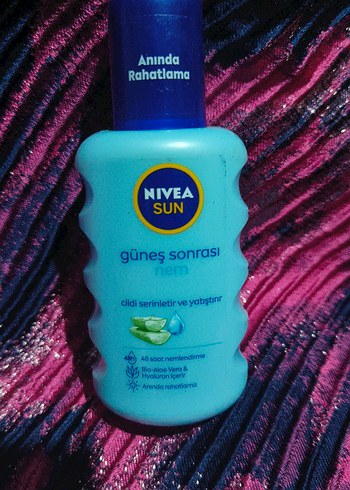 Anında
Rahatlama
NIVEA
SUN
güneş sonrası
nem
cildi serinletir ve yatıştırır
48h
48 saat nemlendirme
Bio-Aloe Vera &
Hyaluron içerir
Anında rahatlama